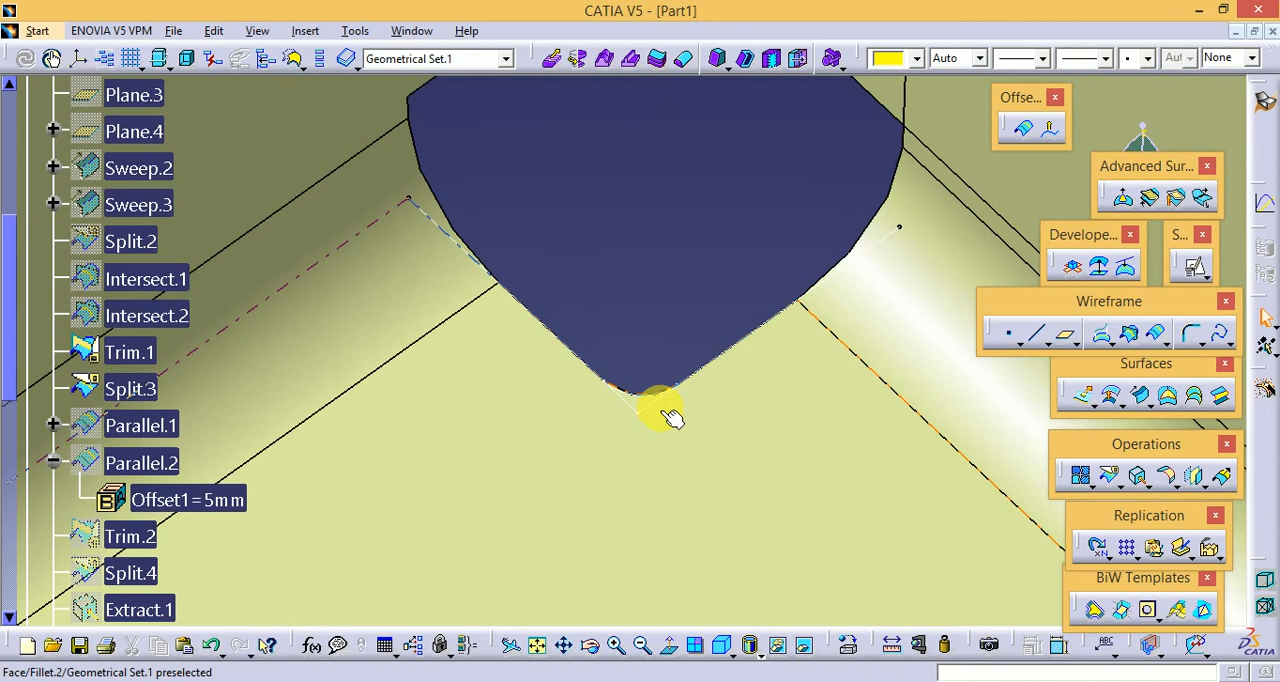 CATIA V5 - [Part1]
Start ENOVIA V5 VPM File Edit View Insert Tools Window Help
Geometrical Set.1 Auto Aut None
Plane.3
Plane.4
Sweep.2
Sweep.3
Split.2
Intersect.1
Intersect.2
Trim.1
Split.3
Parallel.1
Parallel.2
Offset1=5mm
Trim.2
Split.4
Extract.1
Offse...
Advanced Sur...
Develope... S...
Wireframe
Surfaces
Operations
Replication
BiW Templates
CATIA
Face/Fillet.2/Geometrical Set.1 preselected